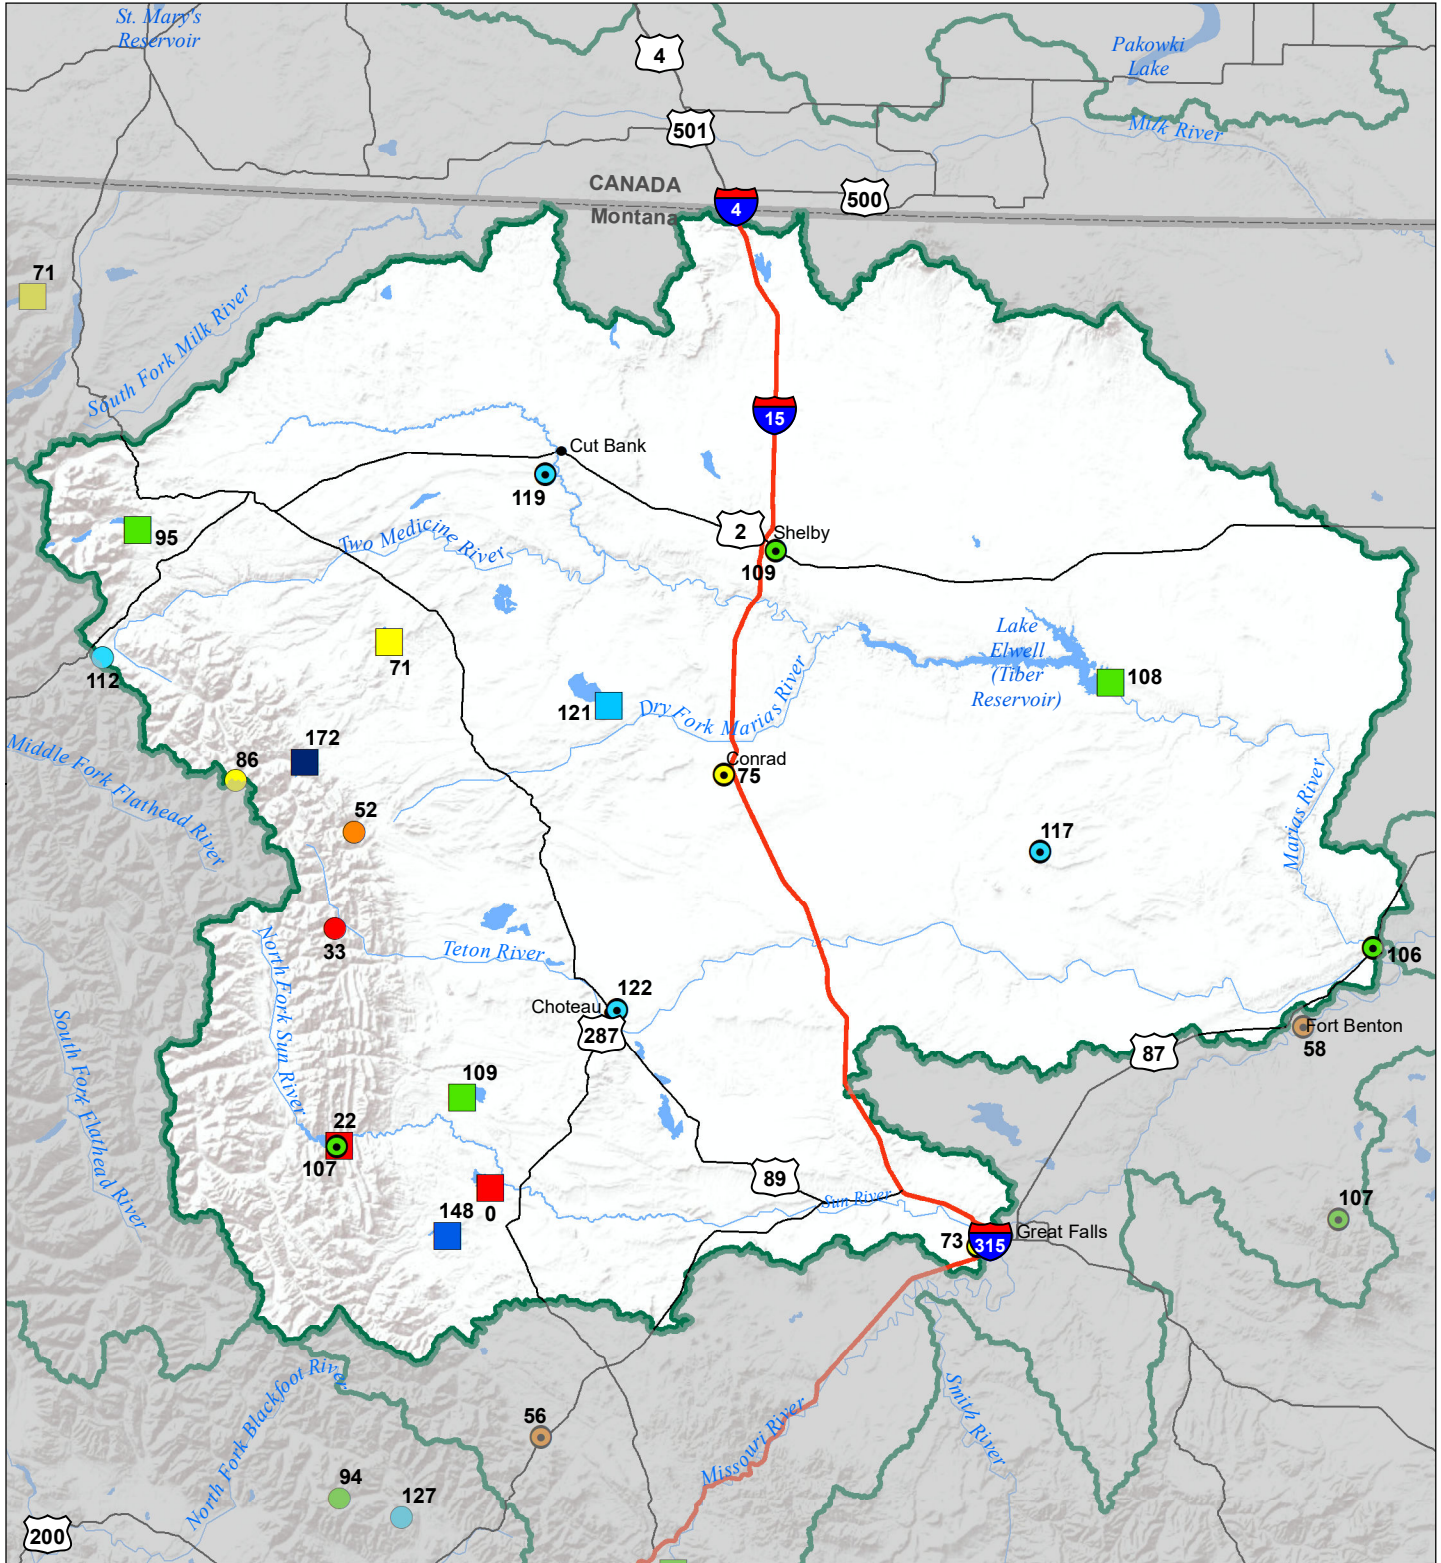 St. Mary's
Reservoir
4
Pakowki
Lake
501
Milk River
CANADA
Montana
4
500
71
South Fork Milk River
15
Cut Bank
119
2
Shelby
109
95
Two Medicine River
Lake
Elwell
(Tiber
Reservoir)
71
112
108
121
Dry Fork Marias River
172
86
Middle Fork Flathead River
Conrad
75
52
117
Marias River
33
North Fork Sun River
Teton River
106
122
Choteau
287
Fort Benton
58
87
South Fork Flathead River
109
22
107
89
Sun River
148
0
107
73
315
Great Falls
North Fork Blackfoot River
Missouri River
Smith River
56
94
127
200